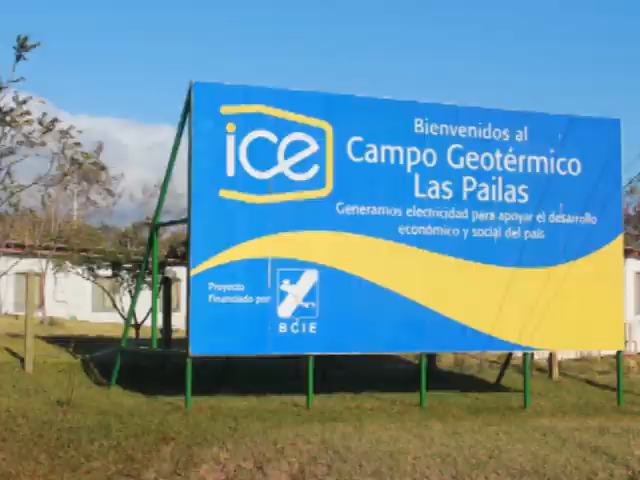 ice
Bienvenidos al
Campo Geotérmico
Las Pailas
Generamos electricidad para apoyar el desarrollo
económico y social del país
Proyecto
Financiado por
BCIE